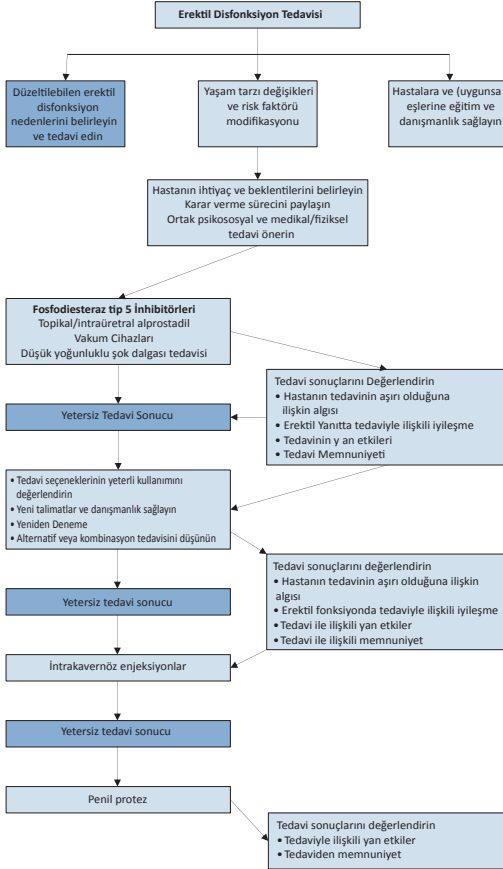 Erektil Disfonksiyon Tedavisi
Düzeltilebilen erektil
disfonksiyon
nedenlerini belirleyin
ve tedavi edin
Yaşam tarzı değişikleri
ve risk faktörü
modifikasyonu
Hastalara ve (uygunsa
eşlerine eğitim ve
danışmanlık sağlayın
Hastanın ihtiyaç ve beklentilerini belirleyin
Karar verme sürecini paylaşın
Ortak psikososyal ve medikal/fiziksel
tedavi önerin
Fosfodiesteraz tip 5 İnhibitörleri
Topikal/intraüretral alprostadil
Vakum Cihazları
Düşük yoğunluklu şok dalgası tedavisi
Tedavi sonuçlarını Değerlendirin
• Hastanın tedavinin aşırı olduğuna
ilişkin algısı
• Erektil Yanıtta tedaviyle ilişkili iyileşme
• Tedavinin y an etkileri
• Tedavi Memnuniyeti
Yetersiz Tedavi Sonucu
• Tedavi seçeneklerinin yeterli kullanımını
değerlendirin
• Yeni talimatlar ve danışmanlık sağlayın
• Yeniden Deneme
• Alternatif veya kombinasyon tedavisini düşünün
Tedavi sonuçlarını değerlendirin
• Hastanın tedavinin aşırı olduğuna ilişkin
algısı
• Erektil fonksiyonda tedaviyle ilişkili iyileşme
• Tedavi ile ilişkili yan etkiler
• Tedavi ile ilişkili memnuniyet
Yetersiz tedavi sonucu
İntrakavernöz enjeksiyonlar
Yetersiz tedavi sonucu
Penil protez
Tedavi sonuçlarını değerlendirin
• Tedaviyle ilişkili yan etkiler
• Tedaviden memnuniyet